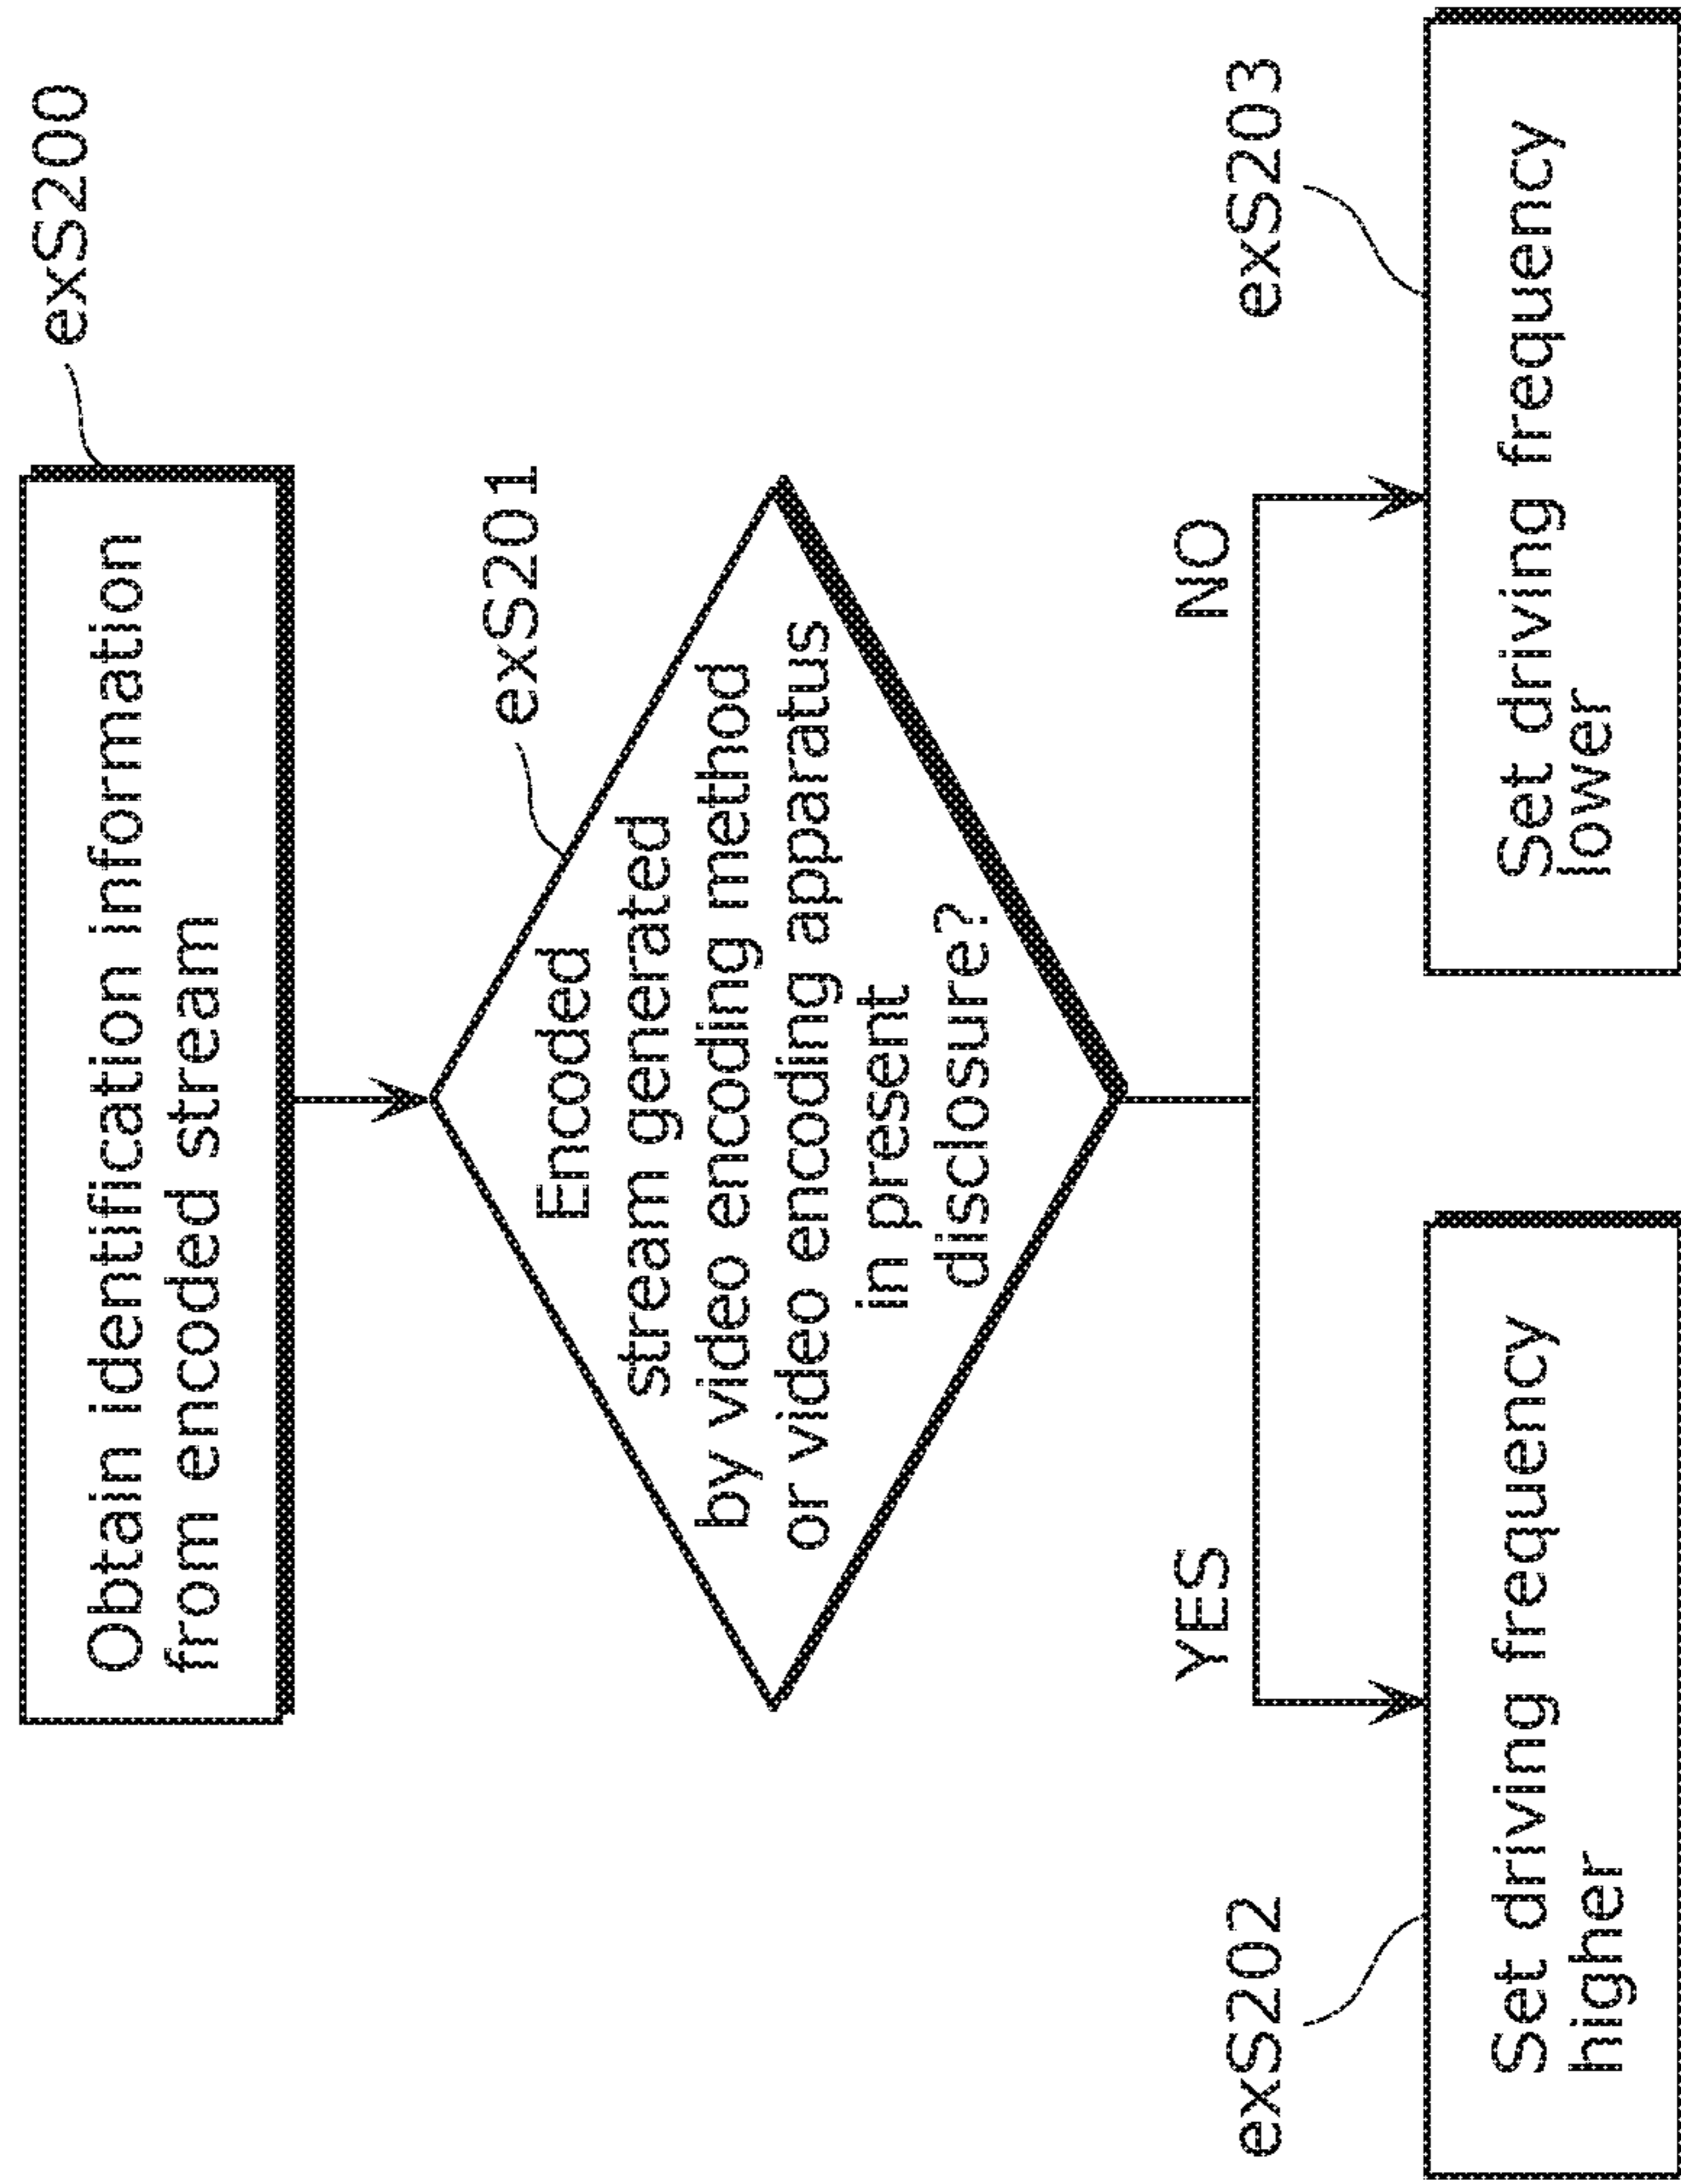 exS200
Obtain identification information
from encoded stream
exS201
Encoded
stream generated
by video encoding method
or video encoding apparatus
in present
disclosure?
YES
NO
exS202
Set driving frequency
higher
exS203
Set driving frequency
lower